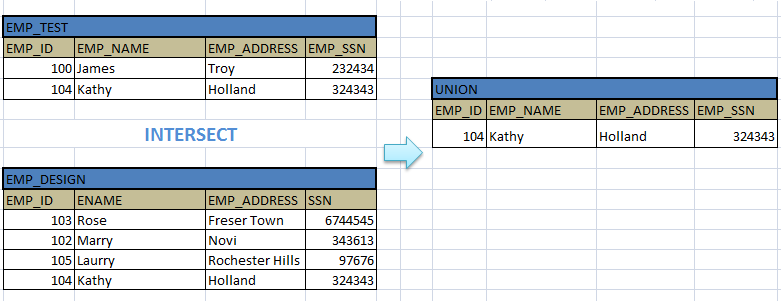 EMP_TEST
EMP_ID EMP_NAME EMP_ADDRESS EMP_SSN
100 James Troy 232434
104 Kathy Holland 324343
INTERSECT
EMP_DESIGN
EMP_ID ENAME EMP_ADDRESS SSN
103 Rose Freser Town 6744545
102 Marry Novi 343613
105 Laurry Rochester Hills 97676
104 Kathy Holland 324343
UNION
EMP_ID EMP_NAME EMP_ADDRESS EMP_SSN
104 Kathy Holland 324343